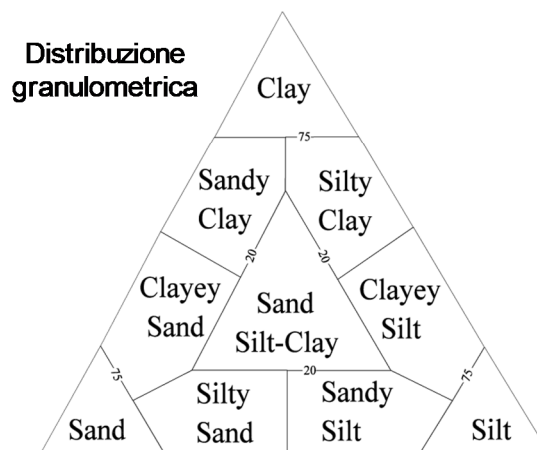 Distribuzione
granulometrica
Clay
75
Sandy
Clay
Silty
Clay
20
20
Clayey
Sand
Sand
Silt-Clay
Clayey
Silt
75
20
75
Silty
Sand
Sandy
Silt
Sand
Silt